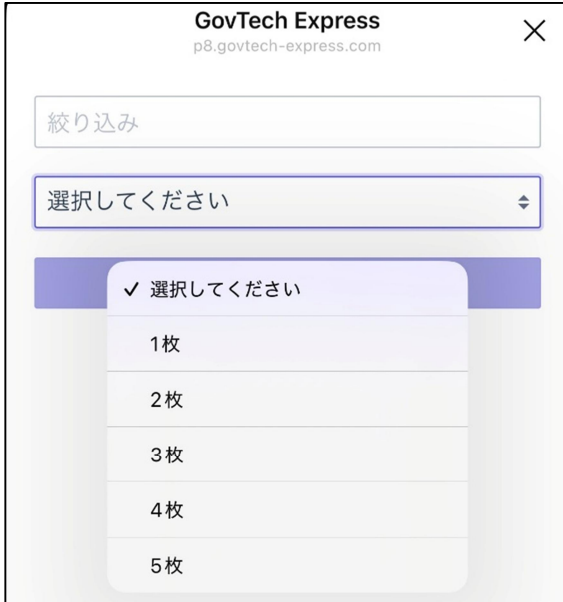 GovTech Express
p8.govtech-express.com
絞り込み
選択してください
✓ 選択してください
1枚
2枚
3枚
4枚
5枚